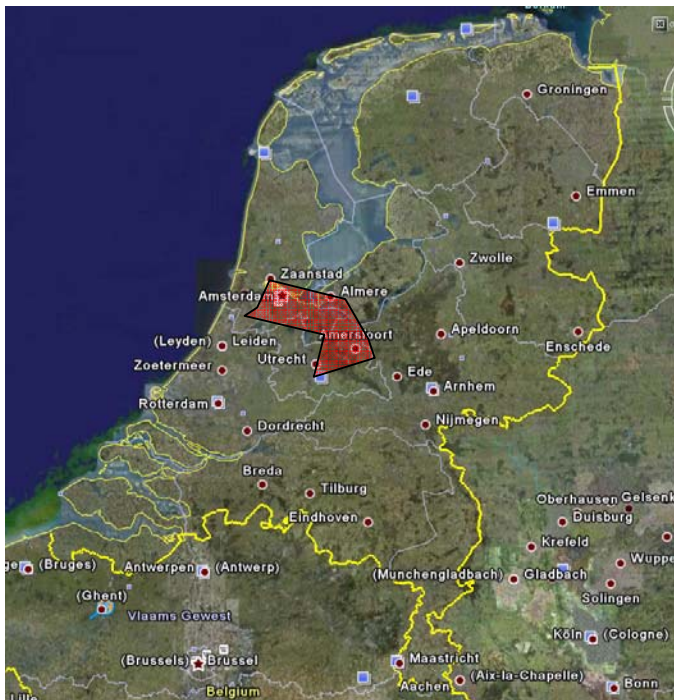 Groningen
Emmen
Zwolle
Zaanstad
Amsterdam
Almere
Amersfoort
Apeldoorn
Enschede
(Leyden) Leiden
Utrecht
Zoetermeer
Ede
Arnhem
Rotterdam
Nijmegen
Dordrecht
Breda
Tilburg
Eindhoven
Oberhausen
Gelsenk
Duisburg
Krefeld
Wuppe
(Munchengladbach) Gladbach
Solingen
ge (Bruges)
Antwerpen (Antwerp)
(Ghent)
Vlaams Gewest
Köln (Cologne)
(Brussels) Brussel
Maastricht
Aachen (Aix-la-Chapelle)
Lille
Belgium
Bonn